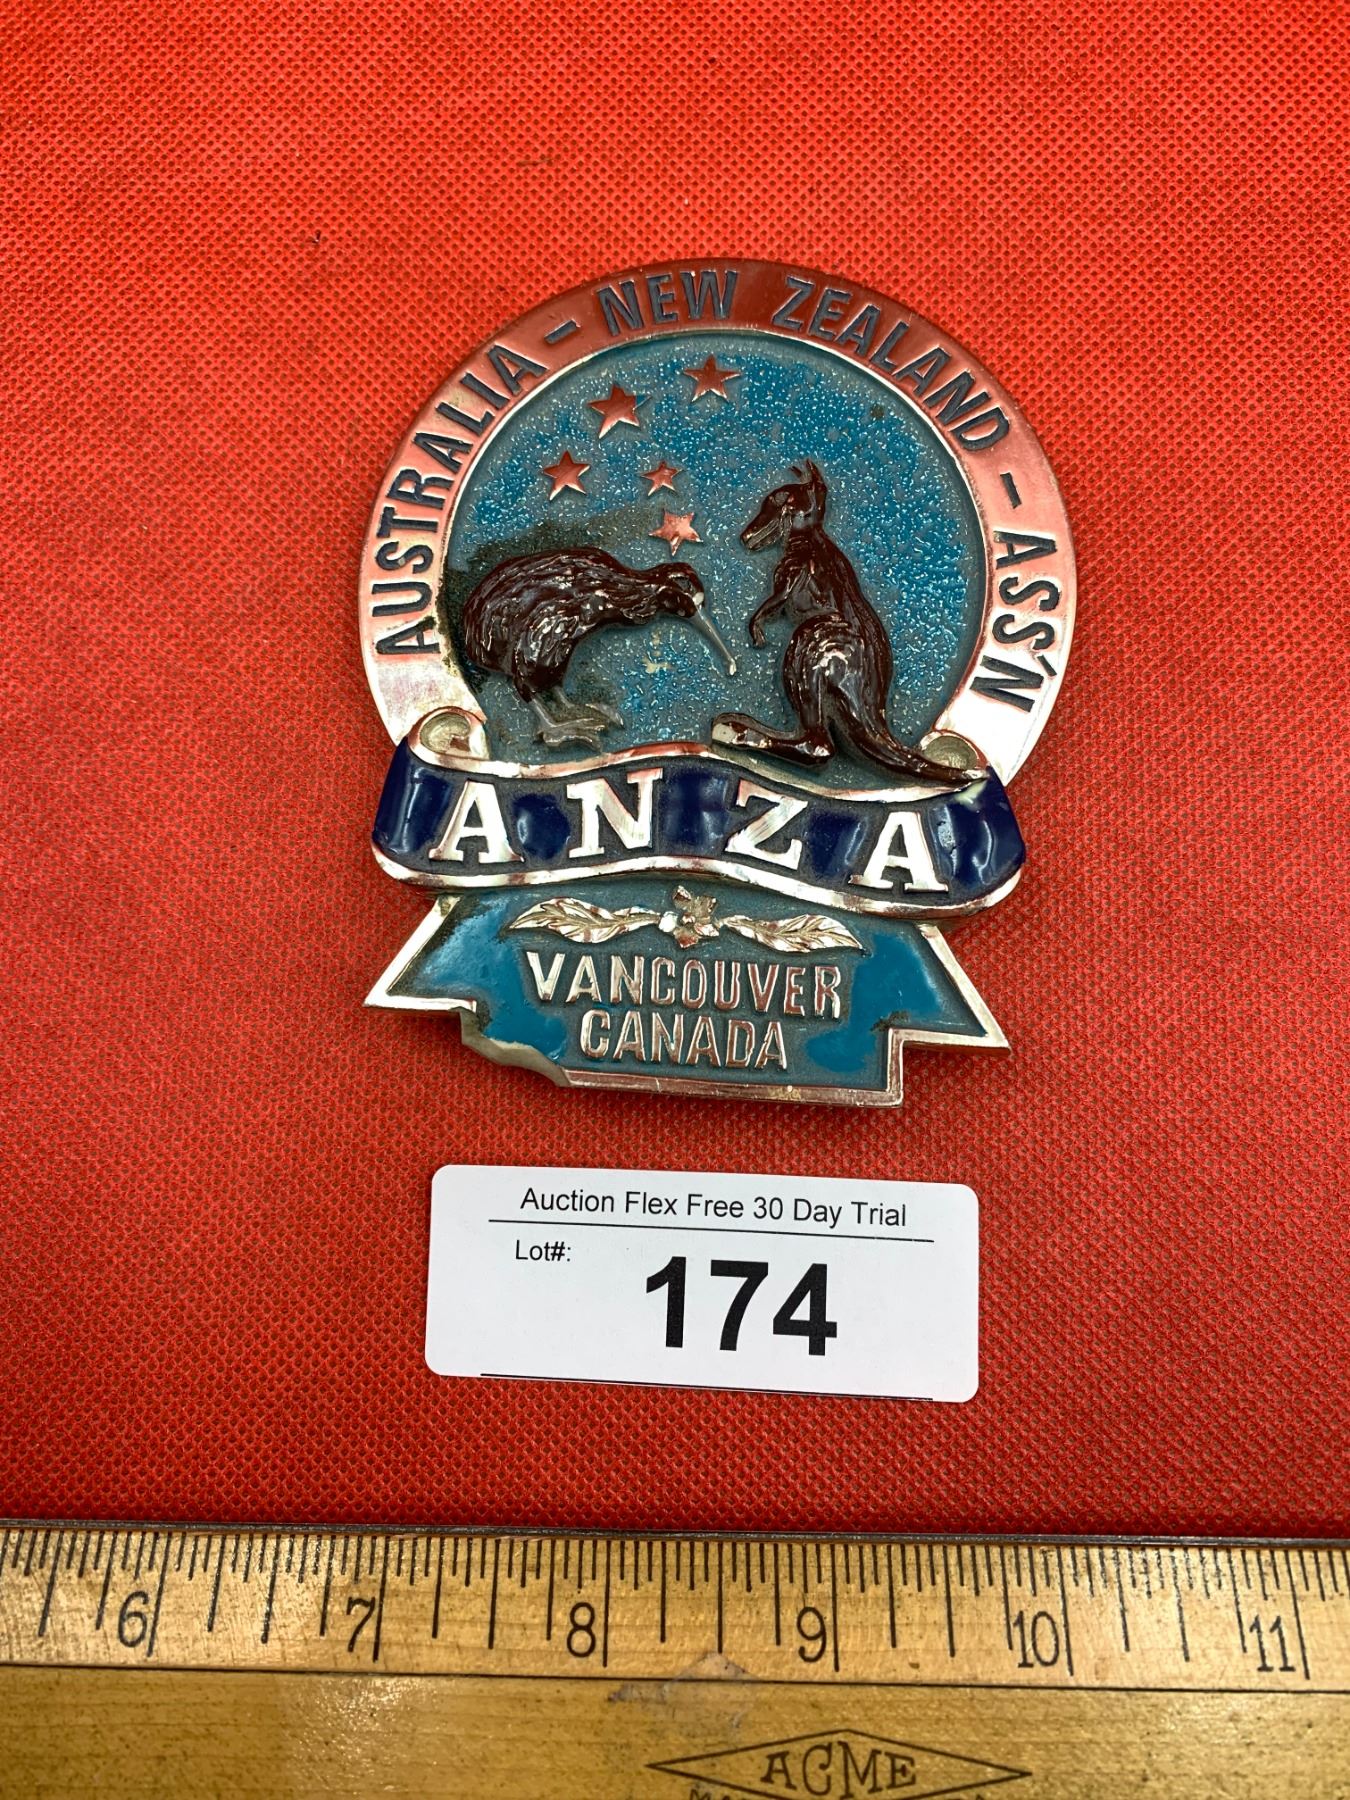 AUSTRALIA - NEW ZEALAND - ASS'N
ANZA
VANCOUVER
CANADA
Auction Flex Free 30 Day Trial
Lot#:
174
6 7 8 9 10 11
ACME